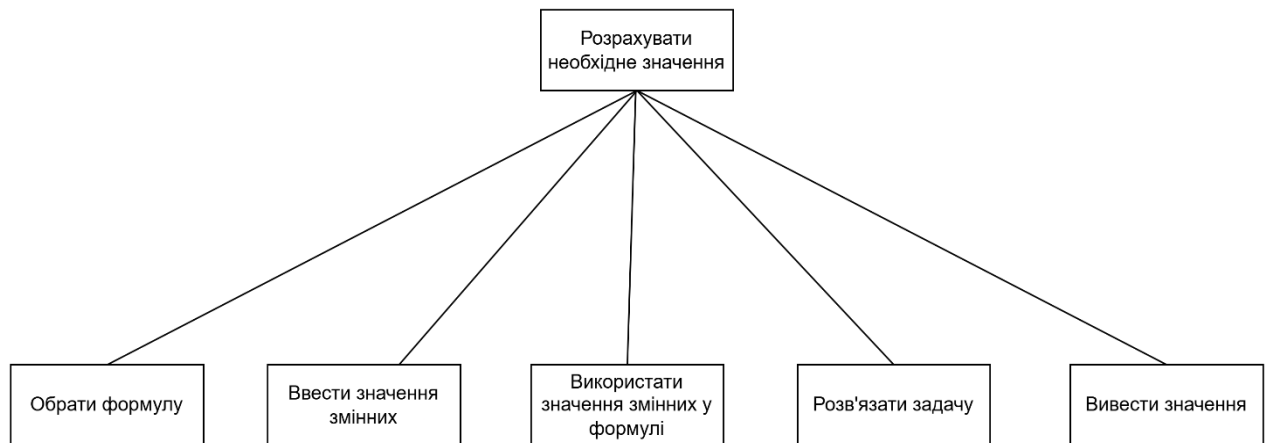 Розрахувати
необхідне значення
Обрати формулу
Ввести значення
змінних
Використати
значення змінних у
формулі
Розв'язати задачу
Вивести значення